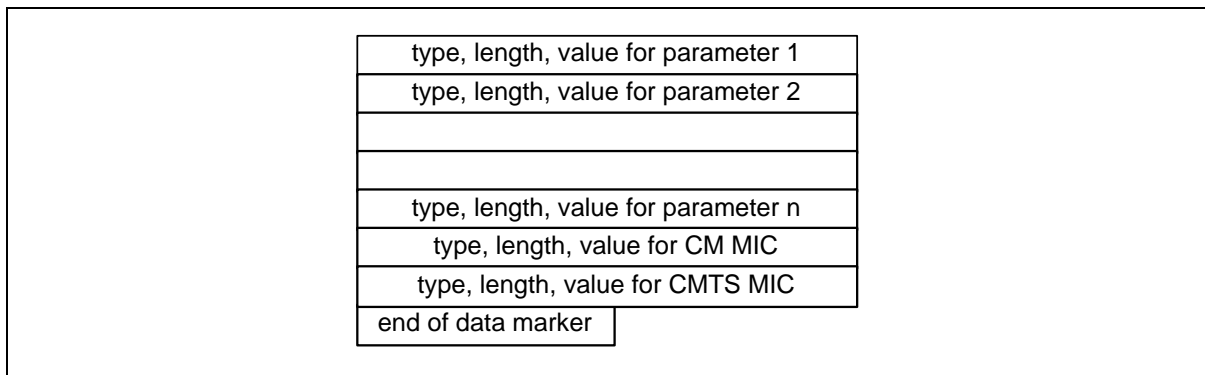 type, length, value for parameter 1
type, length, value for parameter 2
type, length, value for parameter n
type, length, value for CM MIC
type, length, value for CMTS MIC
end of data marker